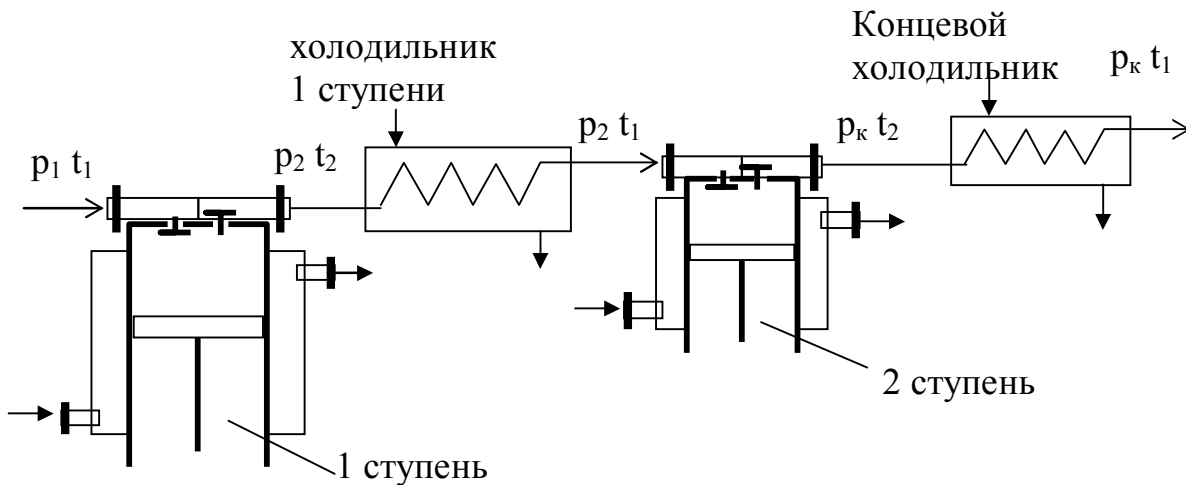 холодильник
1 ступени
Концевой
холодильник
p₁ t₁
p₂ t₂
p₂ t₁
pₖ t₂
pₖ t₁
1 ступень
2 ступень